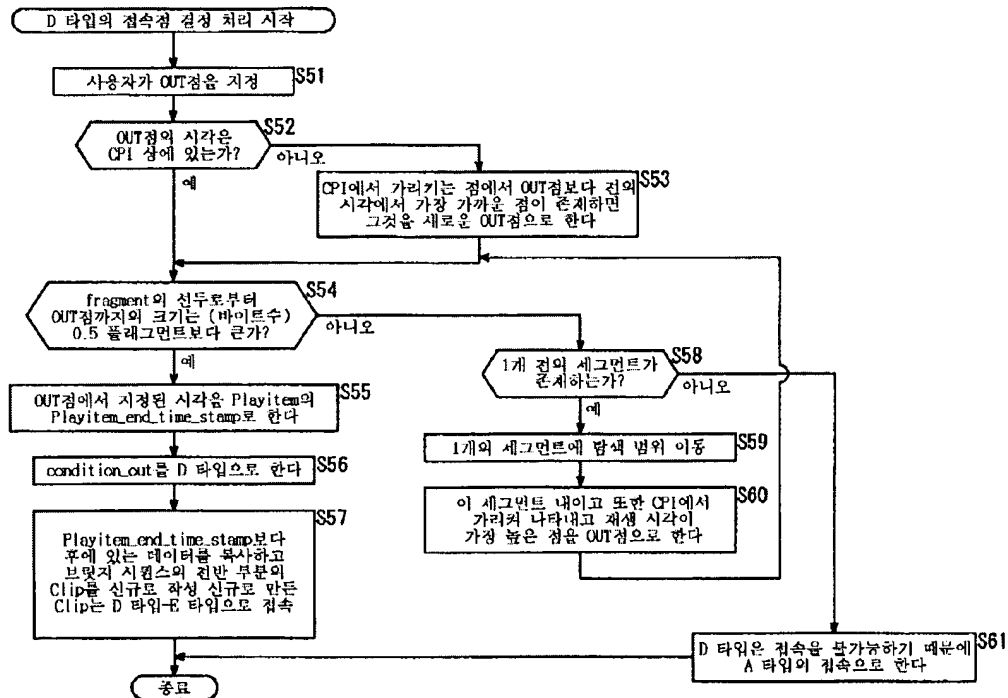 D 타입의 접속점 결정 처리 시작
사용자가 OUT점을 지정
S51
OUT점의 시각은
CPI 상에 있는가?
S52
아니오
예
CPI에서 가리키는 점에서 OUT점보다 전의
시각에서 가장 가까운 점이 존재하면
그것을 새로운 OUT점으로 한다
S53
fragment의 선두로부터
OUT점까지의 크기는 (바이트수)
0.5 플래그먼트보다 큰가?
S54
아니오
예
OUT점에서 지정된 시각을 Playitem의
Playitem_end_time_stamp로 한다
S55
condition_out를 D 타입으로 한다
S56
Playitem_end_time_stamp보다
후에 있는 데이터를 복사하고
브릿지 시퀀스의 전반 부분의
Clip를 신규로 작성 신규로 만든
Clip는 D 타입-E 타입으로 접속
S57
1개 전의 세그먼트가
존재하는가?
S58
아니오
예
1개의 세그먼트에 탐색 범위 이동
S59
이 세그먼트 내이고 또한 CPI에서
가리켜 나타내고 재생 시각이
가장 높은 점을 OUT점으로 한다
S60
D 타입은 접속을 불가능하기 때문에
A 타입의 접속으로 한다
S61
종료